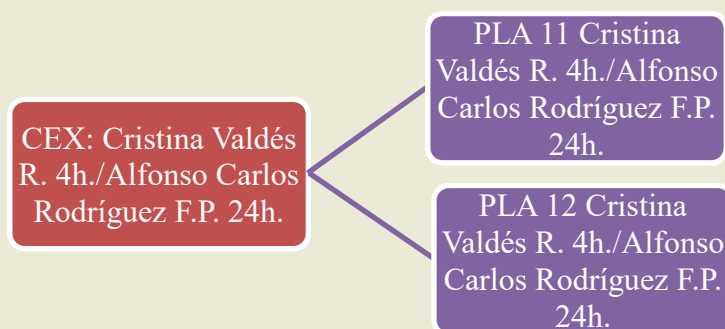 CEX: Cristina Valdés
R. 4h./Alfonso Carlos
Rodríguez F.P. 24h.
PLA 11 Cristina
Valdés R. 4h./Alfonso
Carlos Rodríguez F.P.
24h.
PLA 12 Cristina
Valdés R. 4h./Alfonso
Carlos Rodríguez F.P.
24h.